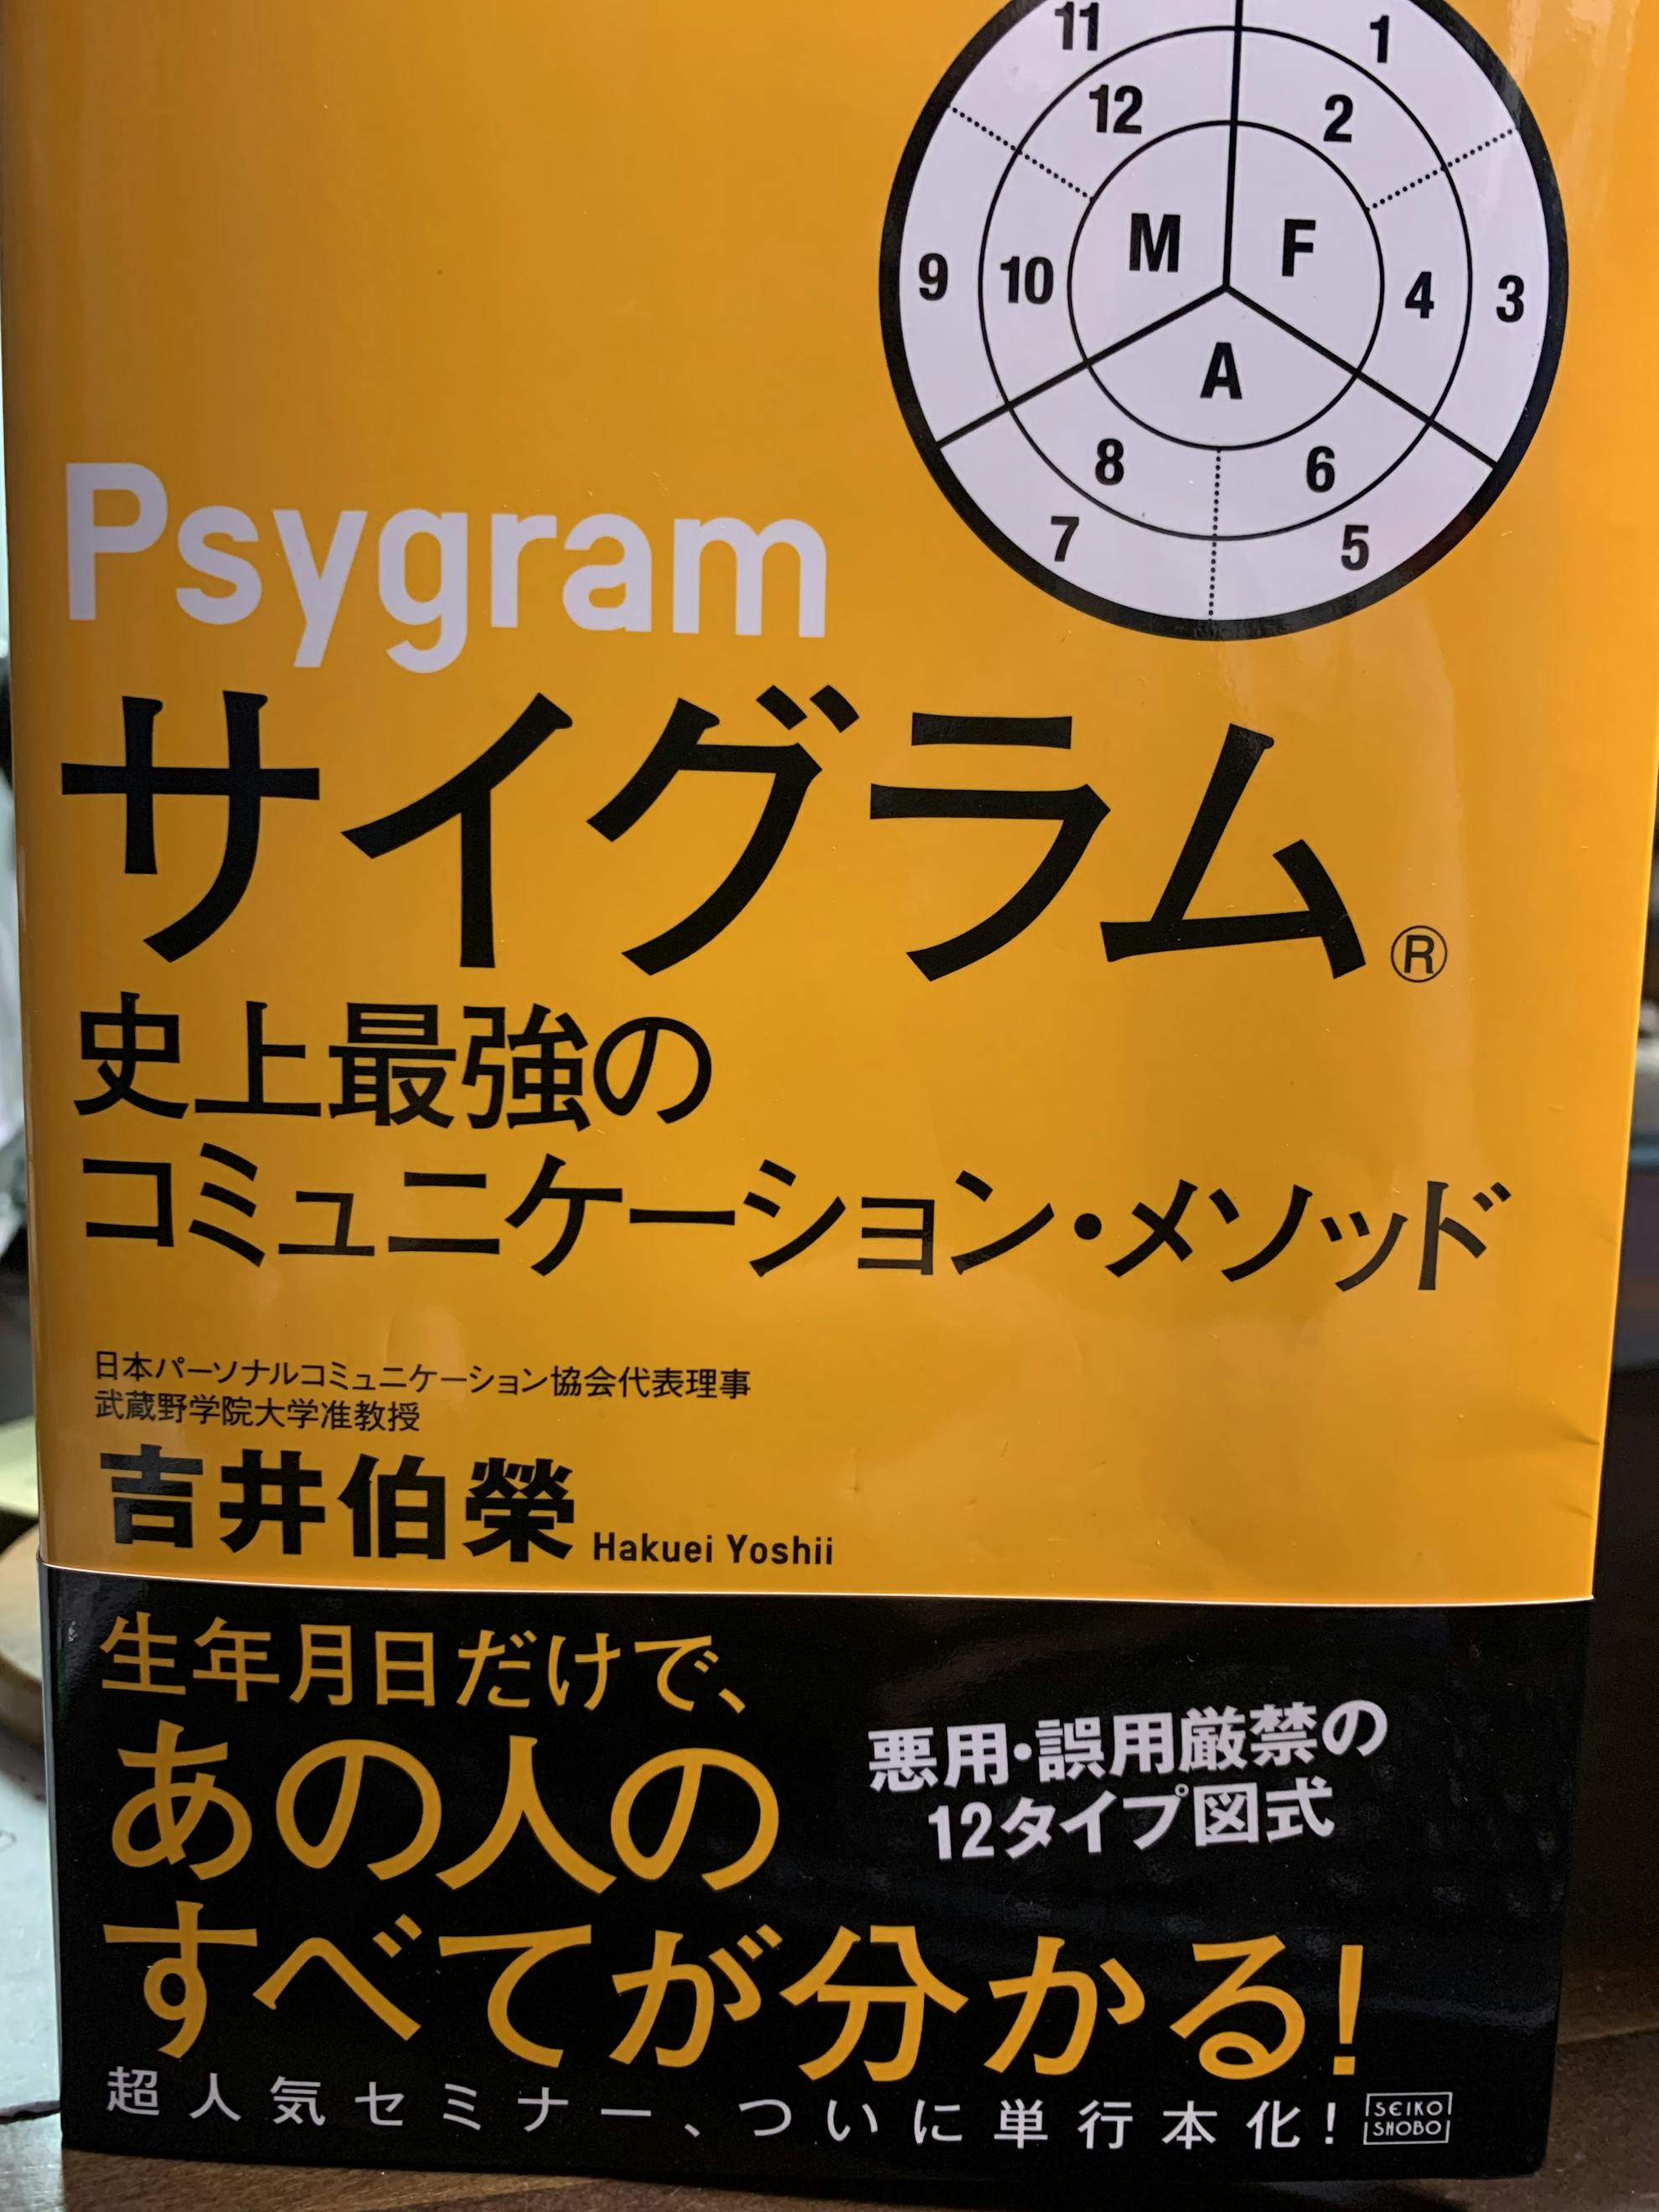 11 1
12 2
M F
9 10 4 3
A
8 6
7 5
Psygram
サイグラム®
史上最強の
コミュニケーション・メソッド
日本パーソナルコミュニケーション協会代表理事
武蔵野学院大学准教授
吉井伯榮 Hakuei Yoshii
生年月日だけで、
あの人の
すべてが分かる!
悪用・誤用厳禁の
12タイプ図式
超人気セミナー、ついに単行本化!
SEIKO
SHOBO